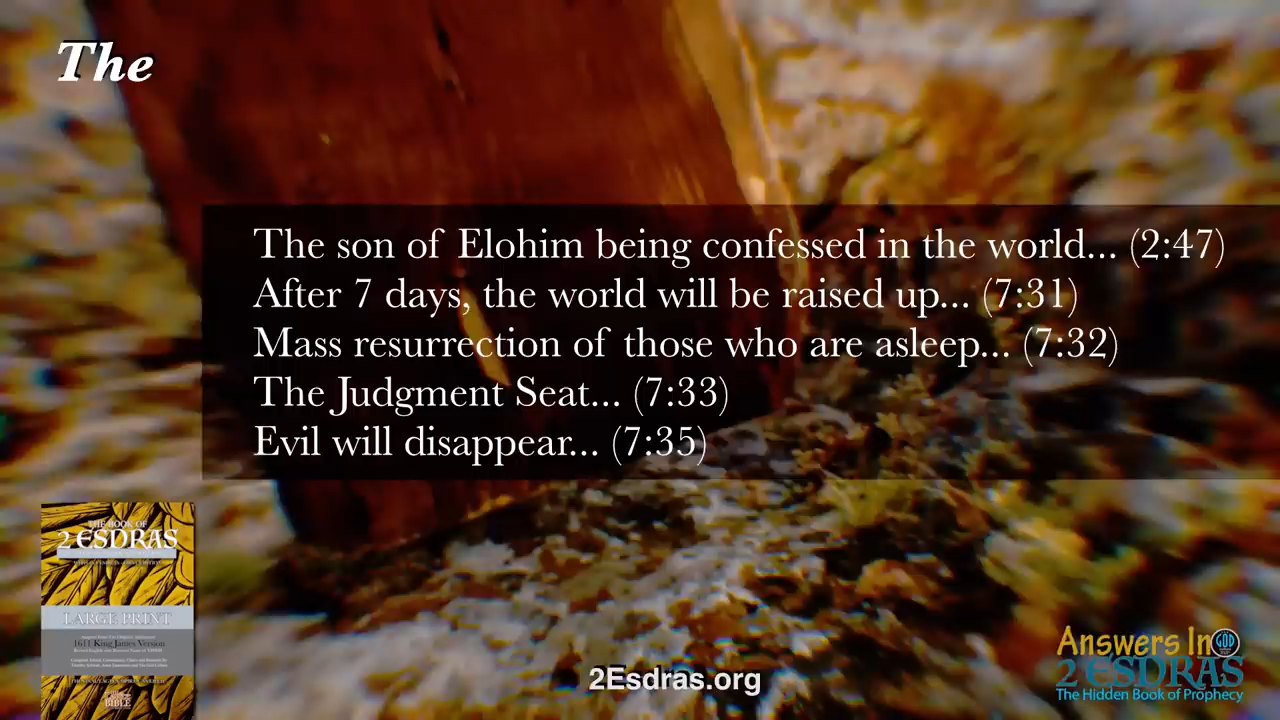 The
The son of Elohim being confessed in the world... (2:47)
After 7 days, the world will be raised up... (7:31)
Mass resurrection of those who are asleep... (7:32)
The Judgment Seat... (7:33)
Evil will disappear... (7:35)
THE BOOK OF
2 ESDRAS
LARGE PRINT
1611 King James Version
BIBLE
2Esdras.org
Answers In GOD
2 ESDRAS
The Hidden Book of Prophecy